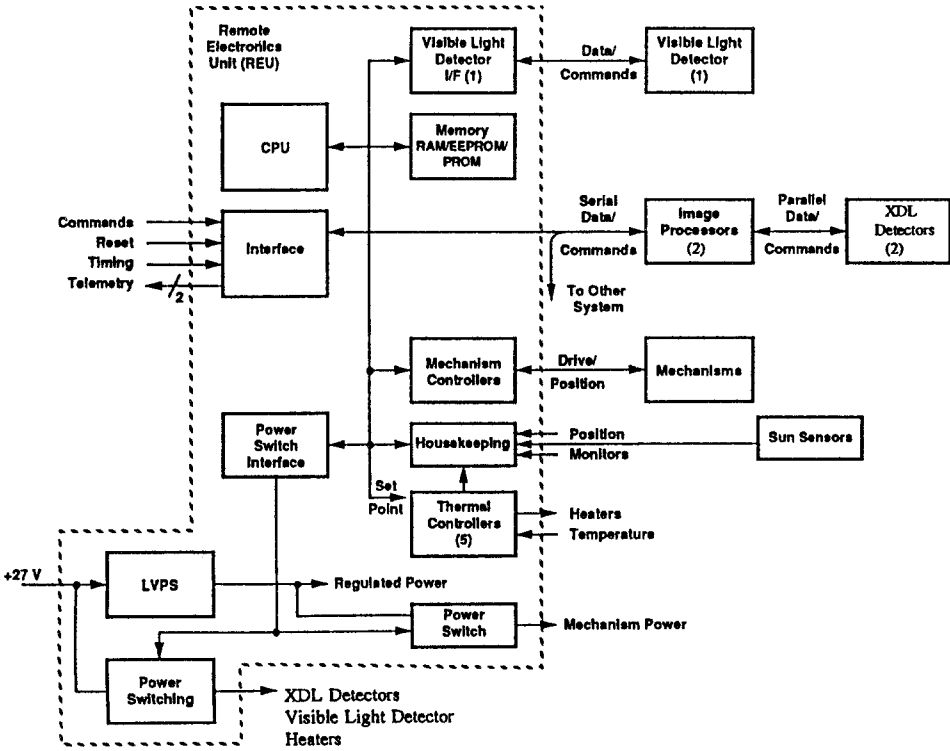 Remote
Electronics
Unit (REU)
Visible Light
Detector
I/F (1)
Data/
Commands
Visible Light
Detector
(1)
CPU
Memory
RAM/EEPROM/
PROM
Commands
Reset
Timing
Telemetry
2
Interface
Serial
Data/
Commands
Image
Processors
(2)
Parallel
Data/
Commands
XDL
Detectors
(2)
To Other
System
Mechanism
Controllers
Drive/
Position
Mechanisms
Power
Switch
Interface
Housekeeping
Position
Monitors
Sun Sensors
Set
Point
Thermal
Controllers
(5)
Heaters
Temperature
+27 V
LVPS
Regulated Power
Power
Switch
Mechanism Power
Power
Switching
XDL Detectors
Visible Light Detector
Heaters